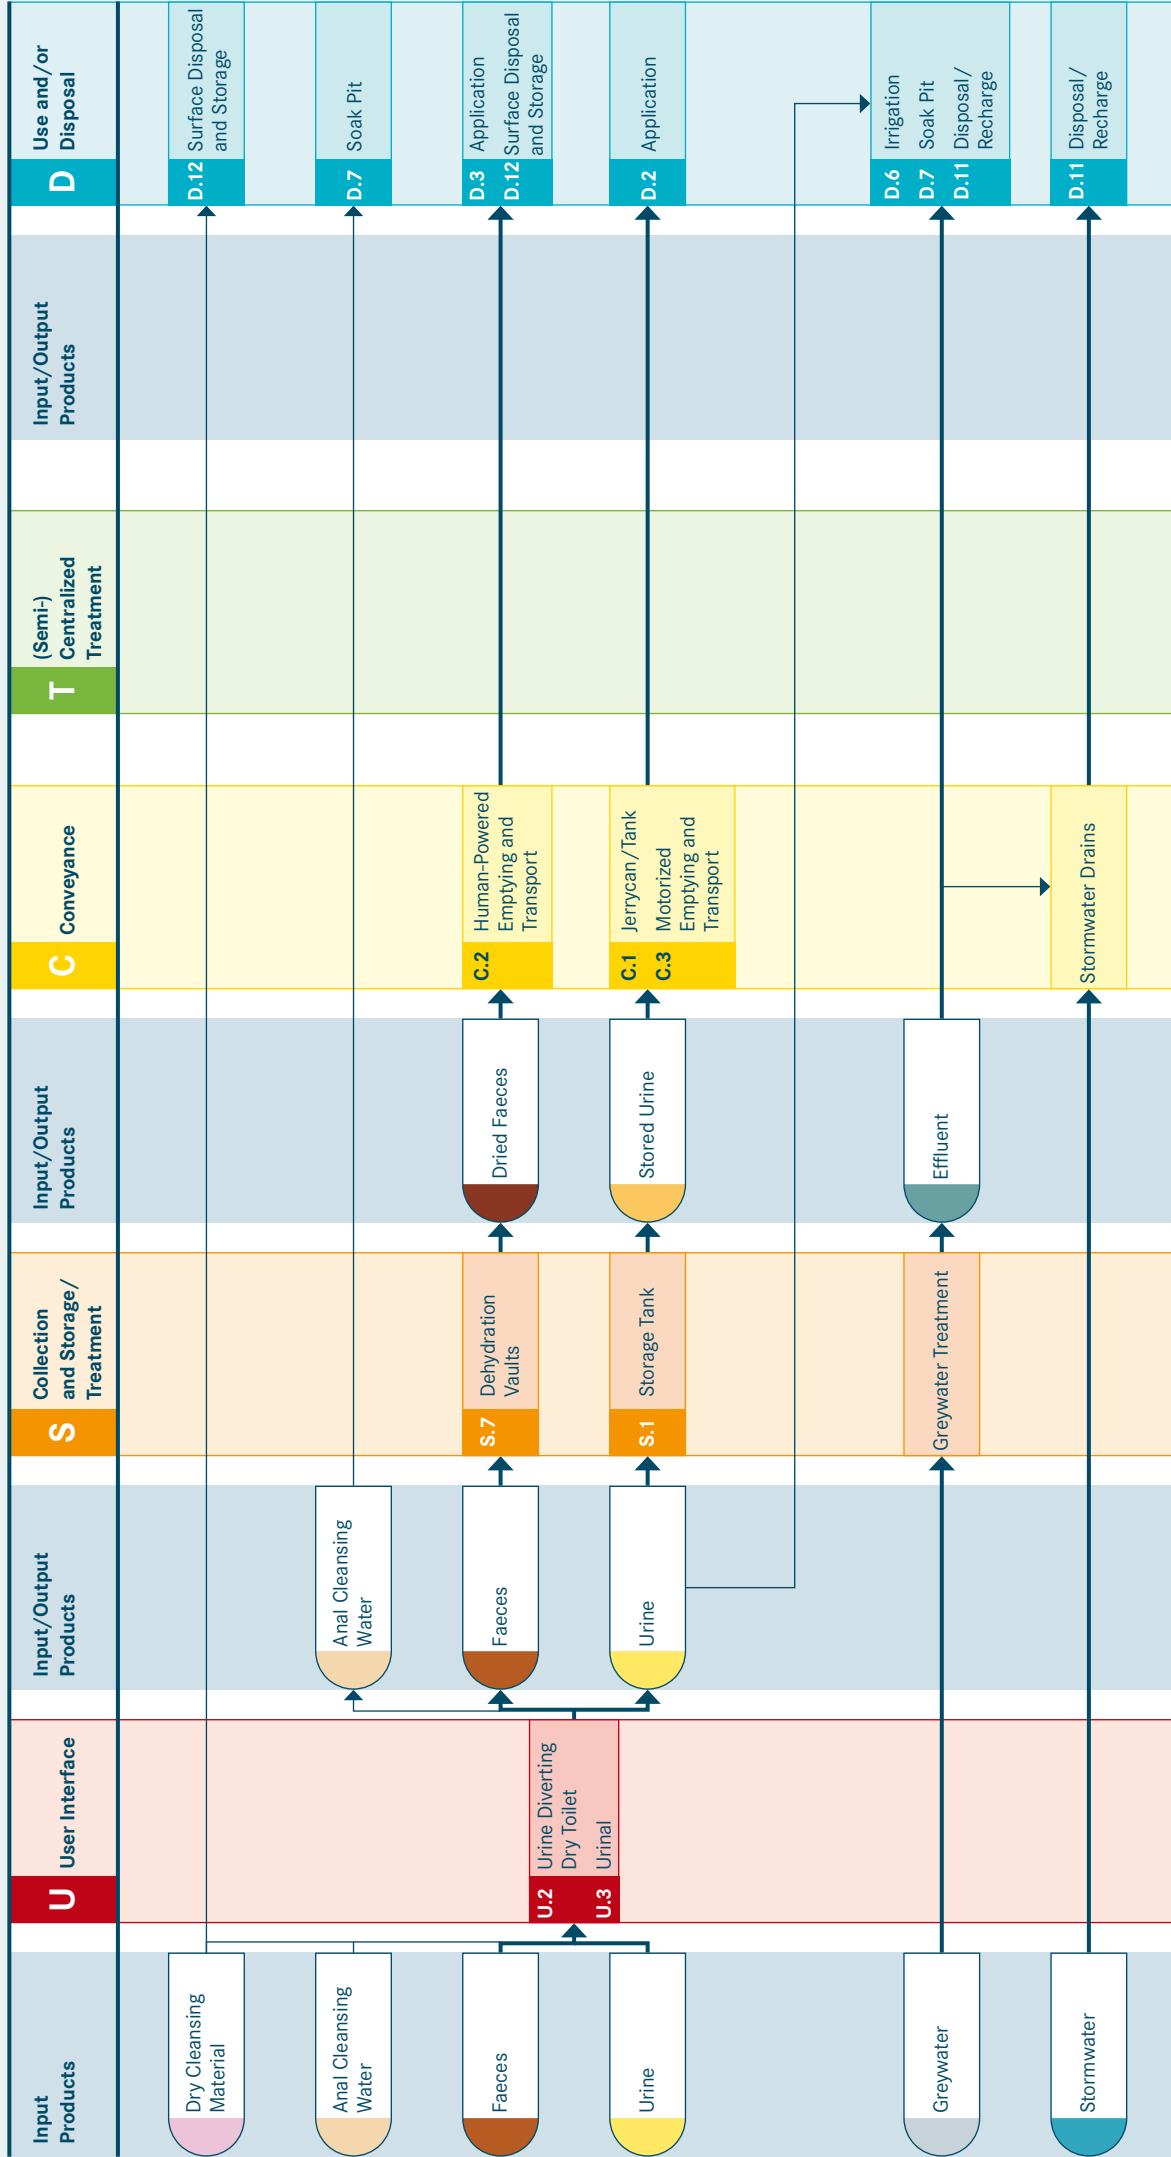 Input
Products
U
User Interface
Input/Output
Products
S
Collection
and Storage/
Treatment
Input/Output
Products
C
Conveyance
T
(Semi-)
Centralized
Treatment
Input/Output
Products
D
Use and/or
Disposal
Dry Cleansing
Material
D.12
Surface Disposal
and Storage
Anal Cleansing
Water
Anal Cleansing
Water
D.7
Soak Pit
Faeces
U.2
Urine Diverting
Dry Toilet
U.3
Urinal
Faeces
S.7
Dehydration
Vaults
Dried Faeces
C.2
Human-Powered
Emptying and
Transport
D.3
Application
D.12
Surface Disposal
and Storage
Urine
Urine
S.1
Storage Tank
Stored Urine
C.1
Jerrycan/Tank
C.3
Motorized
Emptying and
Transport
D.2
Application
Greywater
Greywater Treatment
Effluent
D.6
Irrigation
D.7
Soak Pit
D.11
Disposal/
Recharge
Stormwater
Stormwater Drains
D.11
Disposal/
Recharge